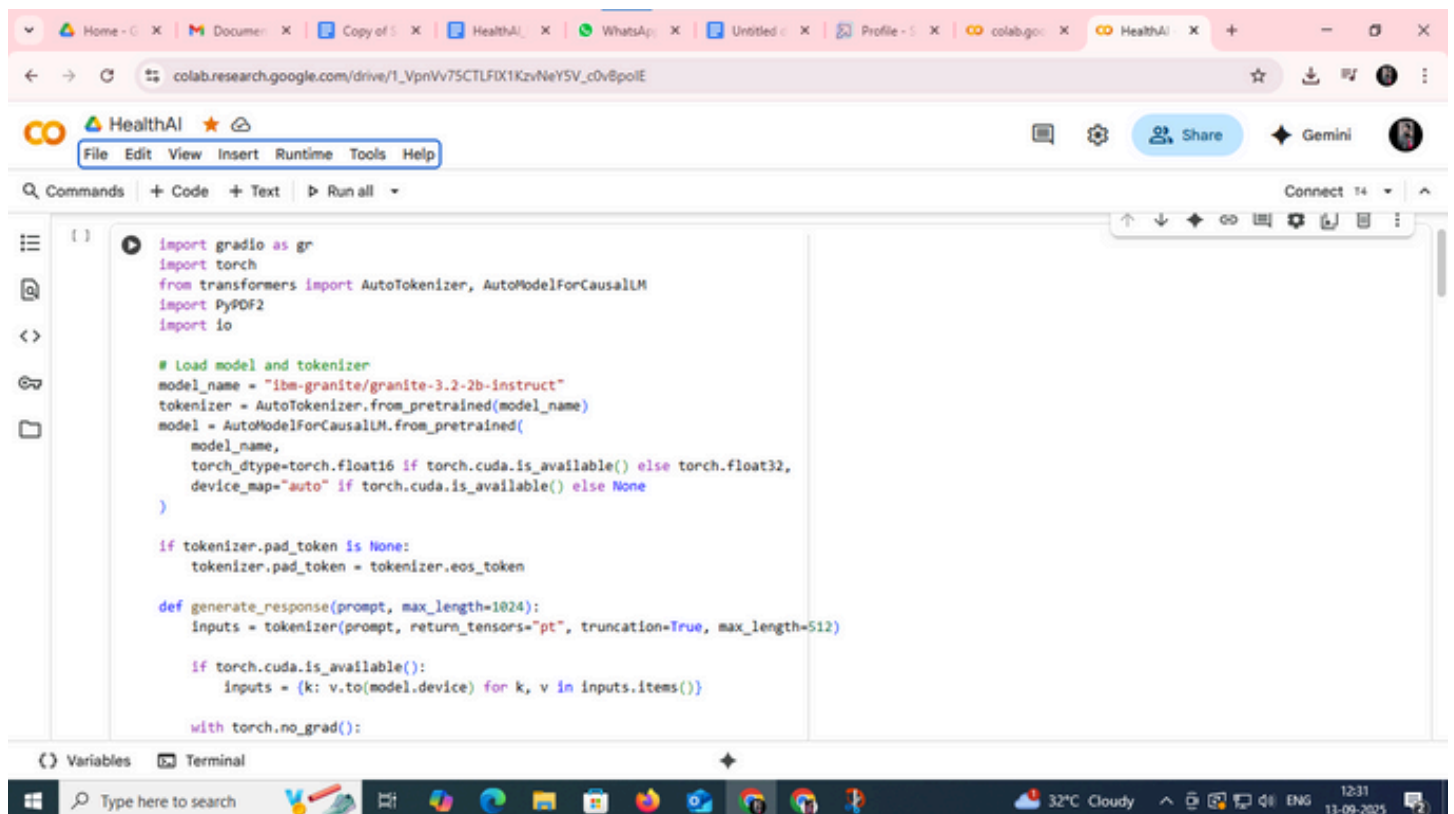 Home - G
Documen
Copy of S
HealthAI_
WhatsAp
Untitled d
Profile - S
colab.goo
HealthAI
colab.research.google.com/drive/1_VpnVv75CTLFIX1KzvNeY5V_c0vBpoIE
CO HealthAI
Share
Gemini
File Edit View Insert Runtime Tools Help
Commands + Code + Text Run all
Connect T4
[ ]
import gradio as gr
import torch
from transformers import AutoTokenizer, AutoModelForCausalLM
import PyPDF2
import io
# Load model and tokenizer
model_name = "ibm-granite/granite-3.2-2b-instruct"
tokenizer = AutoTokenizer.from_pretrained(model_name)
model = AutoModelForCausalLM.from_pretrained(
model_name,
torch_dtype=torch.float16 if torch.cuda.is_available() else torch.float32,
device_map="auto" if torch.cuda.is_available() else None
)
if tokenizer.pad_token is None:
tokenizer.pad_token = tokenizer.eos_token
def generate_response(prompt, max_length=1024):
inputs = tokenizer(prompt, return_tensors="pt", truncation=True, max_length=512)
if torch.cuda.is_available():
inputs = {k: v.to(model.device) for k, v in inputs.items()}
with torch.no_grad():
Variables Terminal
Type here to search
32°C Cloudy
ENG
12:31
13-09-2025